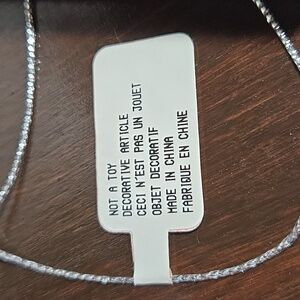 NOT A TOY
DECORATIVE ARTICLE
CECI N'EST PAS UN JOUET
OBJET DECORATIF
MADE IN CHINA
FABRIQUE EN CHINE